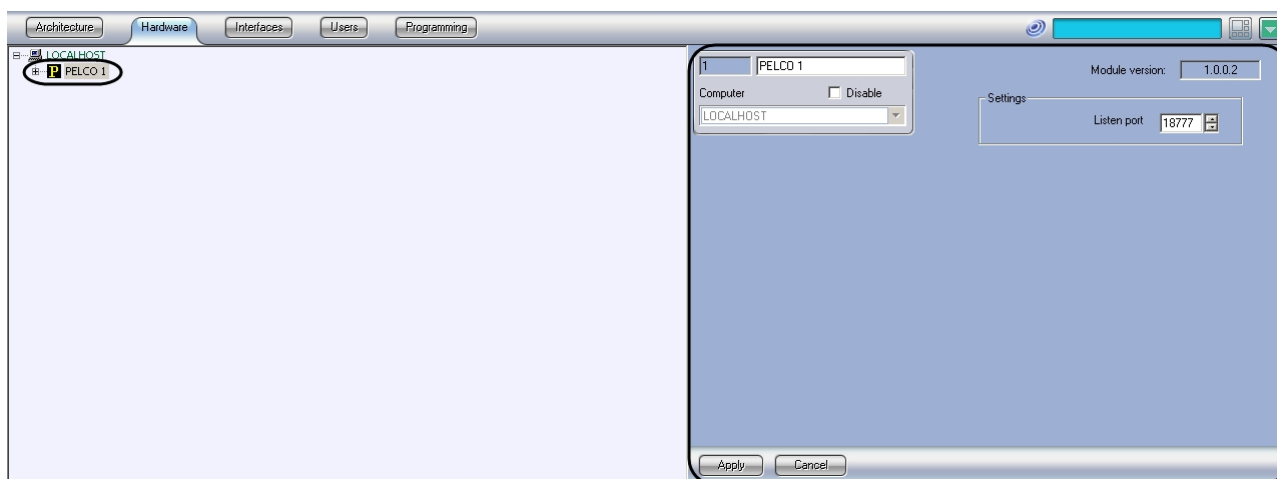 Architecture Hardware Interfaces Users Programming
LOCALHOST
P PELCO 1
1 PELCO 1
Module version: 1.0.0.2
Computer Disable
Settings
LOCALHOST
Listen port 18777
Apply Cancel